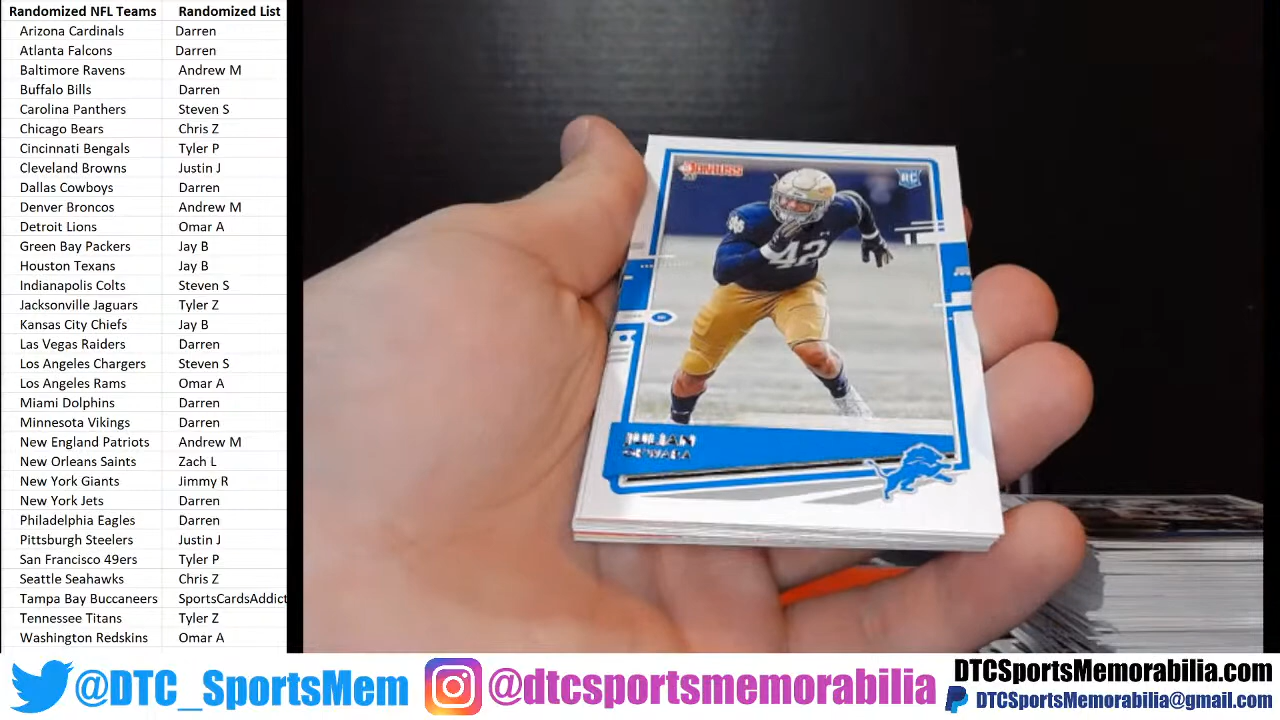 Randomized NFL Teams Randomized List
Arizona Cardinals Darren
Atlanta Falcons Darren
Baltimore Ravens Andrew M
Buffalo Bills Darren
Carolina Panthers Steven S
Chicago Bears Chris Z
Cincinnati Bengals Tyler P
Cleveland Browns Justin J
Dallas Cowboys Darren
Denver Broncos Andrew M
Detroit Lions Omar A
Green Bay Packers Jay B
Houston Texans Jay B
Indianapolis Colts Steven S
Jacksonville Jaguars Tyler Z
Kansas City Chiefs Jay B
Las Vegas Raiders Darren
Los Angeles Chargers Steven S
Los Angeles Rams Omar A
Miami Dolphins Darren
Minnesota Vikings Darren
New England Patriots Andrew M
New Orleans Saints Zach L
New York Giants Jimmy R
New York Jets Darren
Philadelphia Eagles Darren
Pittsburgh Steelers Justin J
San Francisco 49ers Tyler P
Seattle Seahawks Chris Z
Tampa Bay Buccaneers SportsCardsAddict
Tennessee Titans Tyler Z
Washington Redskins Omar A
DONRUSS
RC
42
JULIAN
@DTC_SportsMem
@dtcsportsmemorabilia
DTCSportsMemorabilia.com
DTCSportsMemorabilia@gmail.com